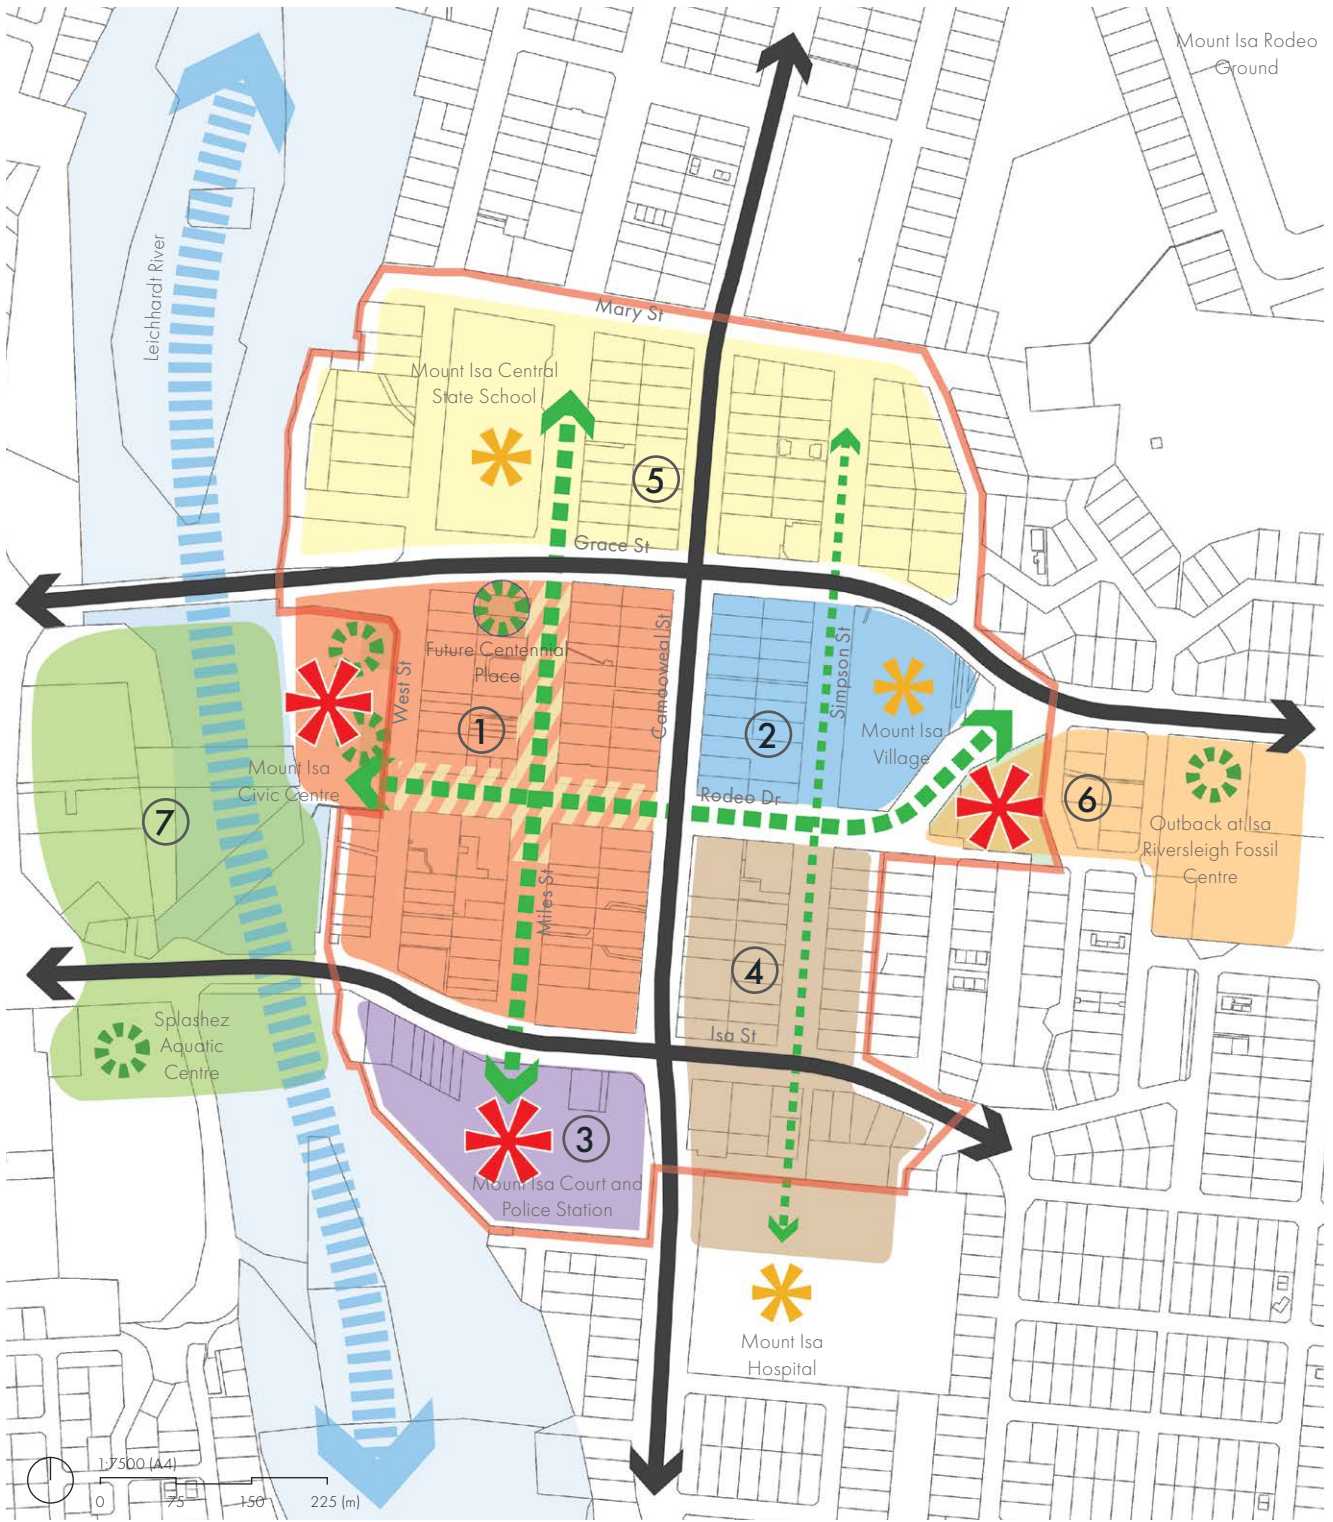 Mount Isa Rodeo
Ground
Leichhardt River
Mary St
Mount Isa Central
State School
5
Grace St
Future Centennial
Place
West St
Camooweal St
Simpson St
1
2
Mount Isa
Village
Mount Isa
Civic Centre
Rodeo Dr
6
7
Outback at Isa
Riversleigh Fossil
Centre
Miles St
4
Isa St
Splashez
Aquatic
Centre
3
Mount Isa Court and
Police Station
Mount Isa
Hospital
1:7500 (A4)
0 75 150 225 (m)